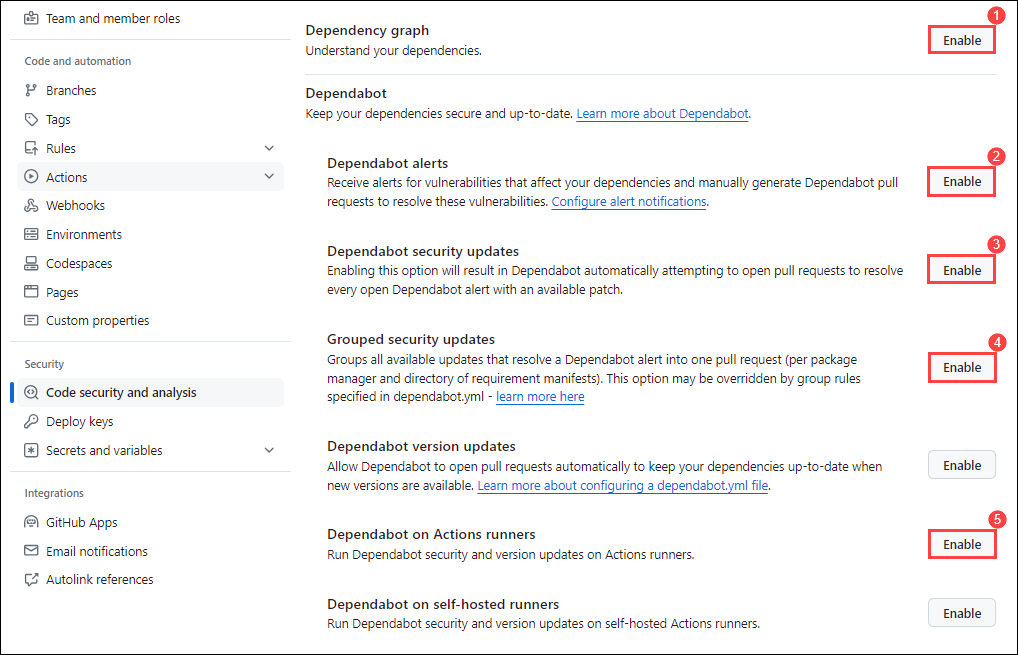 Team and member roles
Code and automation
Branches
Tags
Rules
Actions
Webhooks
Environments
Codespaces
Pages
Custom properties
Security
Code security and analysis
Deploy keys
Secrets and variables
Integrations
GitHub Apps
Email notifications
Autolink references
1
Dependency graph
Enable
Understand your dependencies.
Dependabot
Keep your dependencies secure and up-to-date. Learn more about Dependabot.
2
Dependabot alerts
Receive alerts for vulnerabilities that affect your dependencies and manually generate Dependabot pull
Enable
requests to resolve these vulnerabilities. Configure alert notifications.
3
Dependabot security updates
Enabling this option will result in Dependabot automatically attempting to open pull requests to resolve
Enable
every open Dependabot alert with an available patch.
4
Grouped security updates
Groups all available updates that resolve a Dependabot alert into one pull request (per package
Enable
manager and directory of requirement manifests). This option may be overridden by group rules
specified in dependabot.yml - learn more here
Dependabot version updates
Allow Dependabot to open pull requests automatically to keep your dependencies up-to-date when
Enable
new versions are available. Learn more about configuring a dependabot.yml file.
5
Dependabot on Actions runners
Enable
Run Dependabot security and version updates on Actions runners.
Dependabot on self-hosted runners
Enable
Run Dependabot security and version updates on self-hosted Actions runners.